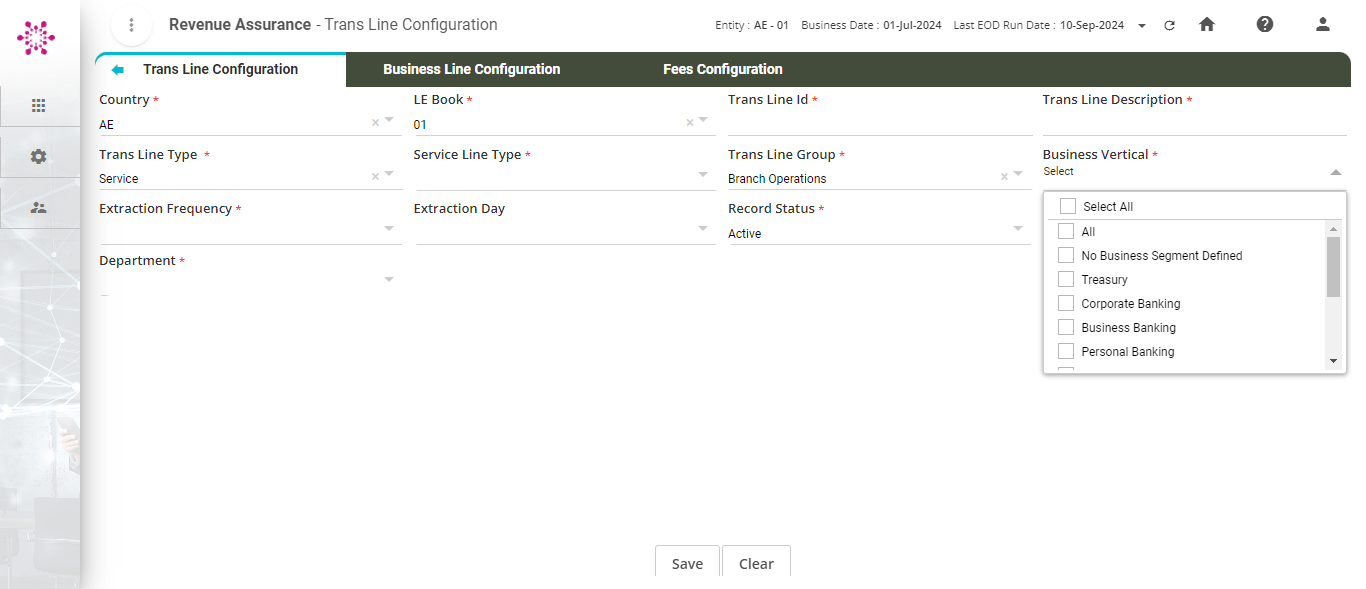 Revenue Assurance - Trans Line Configuration
Entity : AE - 01 Business Date : 01-Jul-2024 Last EOD Run Date : 10-Sep-2024
Trans Line Configuration
Business Line Configuration
Fees Configuration
Country *
LE Book *
Trans Line Id *
Trans Line Description *
AE
01
Trans Line Type *
Service Line Type *
Trans Line Group *
Business Vertical *
Service
Branch Operations
Select
Extraction Frequency *
Extraction Day
Record Status *
Active
Department *
Select All
All
No Business Segment Defined
Treasury
Corporate Banking
Business Banking
Personal Banking
Save
Clear